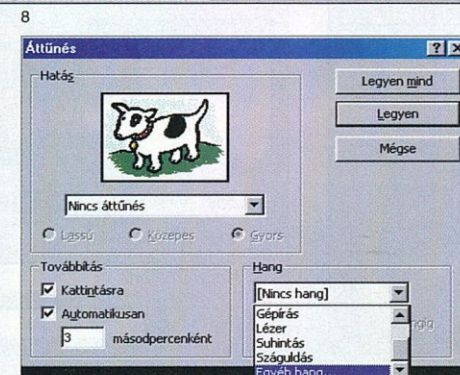 8
Áttűnés
Hatás
Legyen mind
Legyen
Mégse
Nincs áttűnés
Lassú Közepes Gyors
Továbbítás
Kattintásra
Automatikusan
3 másodpercenként
Hang
[Nincs hang]
Gépírás
Lézer
Suhintás
Száguldás
Egyéb hang...